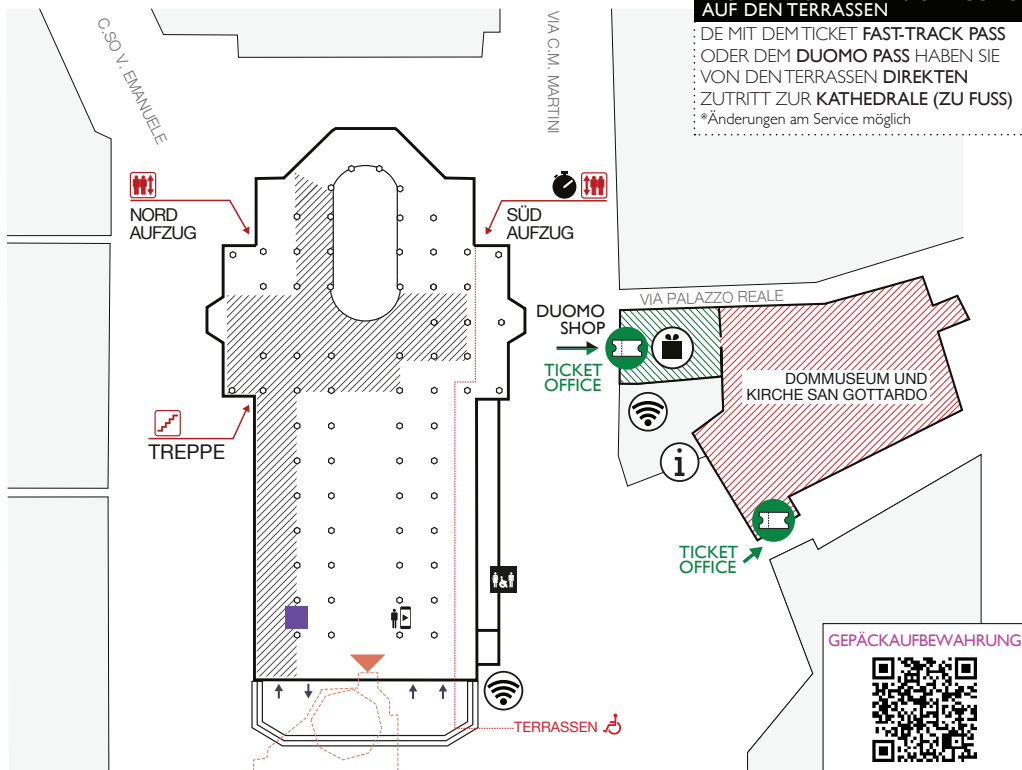 AUF DEN TERRASSEN
DE MIT DEM TICKET FAST-TRACK PASS
ODER DEM DUOMO PASS HABEN SIE
VON DEN TERRASSEN DIREKTEN
ZUTRITT ZUR KATHEDRALE (ZU FUSS)
*Änderungen am Service möglich
C.SO V. EMANUELE
VIA C.M. MARTINI
NORD
AUFZUG
SÜD
AUFZUG
VIA PALAZZO REALE
DUOMO
SHOP
TICKET
OFFICE
DOMMUSEUM UND
KIRCHE SAN GOTTARDO
TREPPE
i
TICKET
OFFICE
GEPÄCKAUFBEWAHRUNG
TERRASSEN